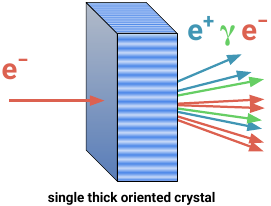 e⁺ γ e⁻
e⁻
single thick oriented crystal